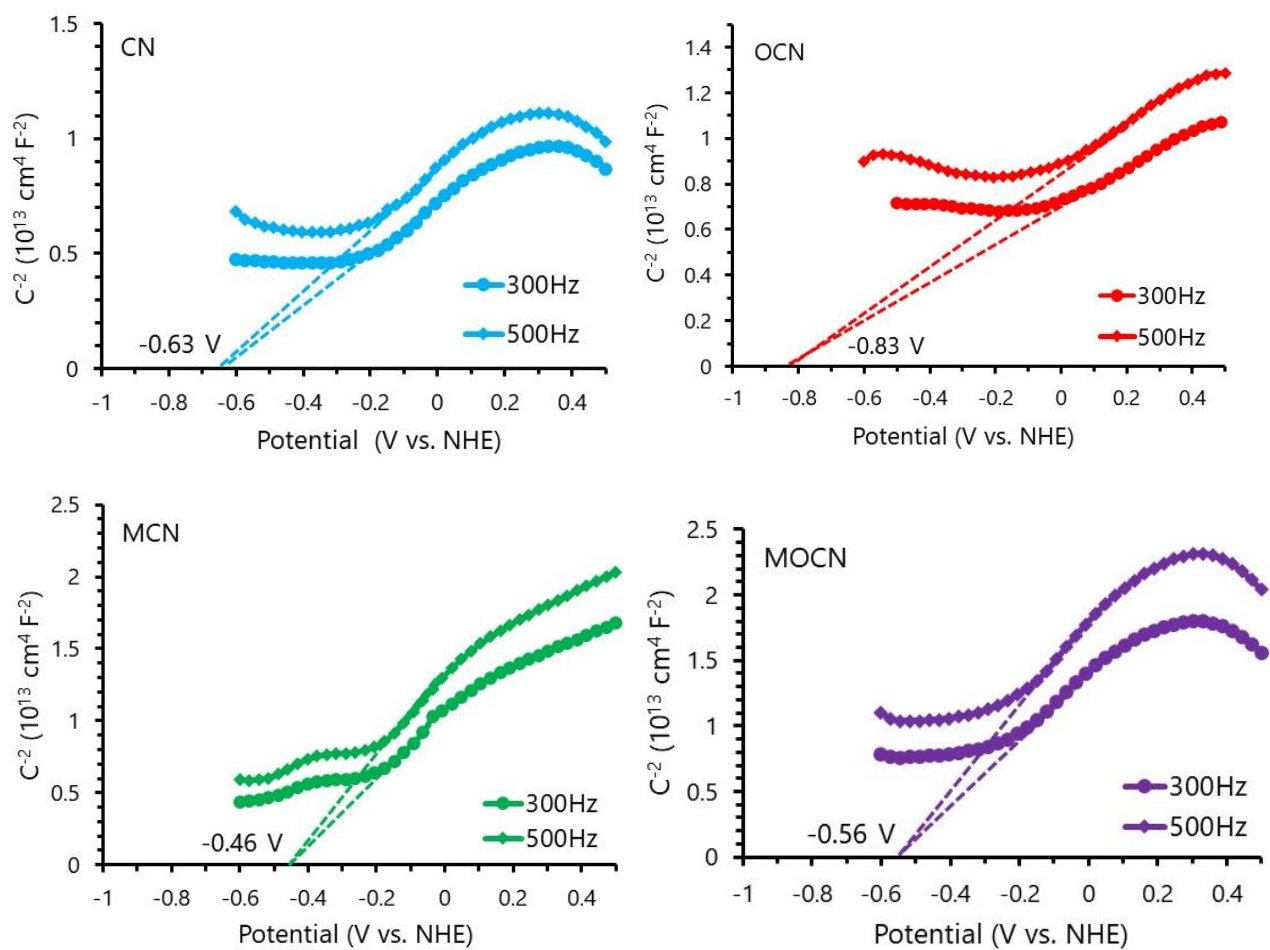 CN
1.5
1
0.5
0
C⁻² (10¹³ cm⁴ F⁻²)
-0.63 V
300Hz
500Hz
-1 -0.8 -0.6 -0.4 -0.2 0 0.2 0.4
Potential (V vs. NHE)
OCN
1.4
1.2
1
0.8
0.6
0.4
0.2
0
C⁻² (10¹³ cm⁴ F⁻²)
300Hz
500Hz
-0.83 V
-1 -0.8 -0.6 -0.4 -0.2 0 0.2 0.4
Potential (V vs. NHE)
MCN
2.5
2
1.5
1
0.5
0
C⁻² (10¹³ cm⁴ F⁻²)
300Hz
500Hz
-0.46 V
-1 -0.8 -0.6 -0.4 -0.2 0 0.2 0.4
Potential (V vs. NHE)
MOCN
2.5
2
1.5
1
0.5
0
C⁻² (10¹³ cm⁴ F⁻²)
300Hz
500Hz
-0.56 V
-1 -0.8 -0.6 -0.4 -0.2 0 0.2 0.4
Potential (V vs. NHE)